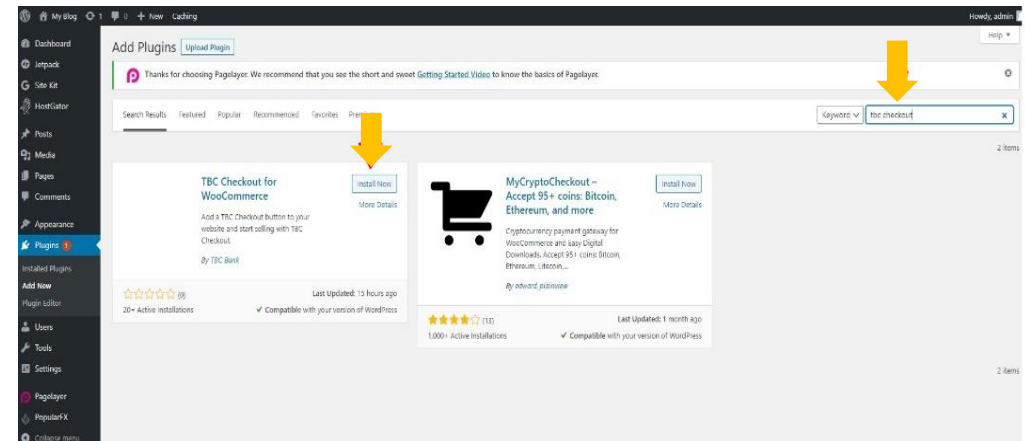 My Blog 1 0 + New Caching Howdy, admin
Dashboard
Jetpack
Site Kit
HostGator
Posts
Media
Pages
Comments
Appearance
Plugins 1
Installed Plugins
Add New
Plugin Editor
Users
Tools
Settings
Pagelayer
PopularFX
Collapse menu
Help
Add Plugins Upload Plugin
Thanks for choosing Pagelayer. We recommend that you see the short and sweet Getting Started Video to know the basics of Pagelayer.
Search Results Featured Popular Recommended Favorites
Keyword tbc checkout
2 items
TBC Checkout for
WooCommerce
Install Now
More Details
Add a TBC Checkout button to your
website and start selling with TBC
Checkout
By TBC Bank
(0)
Last Updated: 15 hours ago
20+ Active Installations
Compatible with your version of WordPress
MyCryptoCheckout –
Accept 95+ coins: Bitcoin,
Ethereum, and more
Install Now
More Details
Cryptocurrency payment gateway for
WooCommerce and Easy Digital
Downloads. Accept 95+ coins: Bitcoin,
Ethereum, Litecoin,...
By edward_plainview
(13)
Last Updated: 1 month ago
1,000+ Active Installations
Compatible with your version of WordPress
2 items